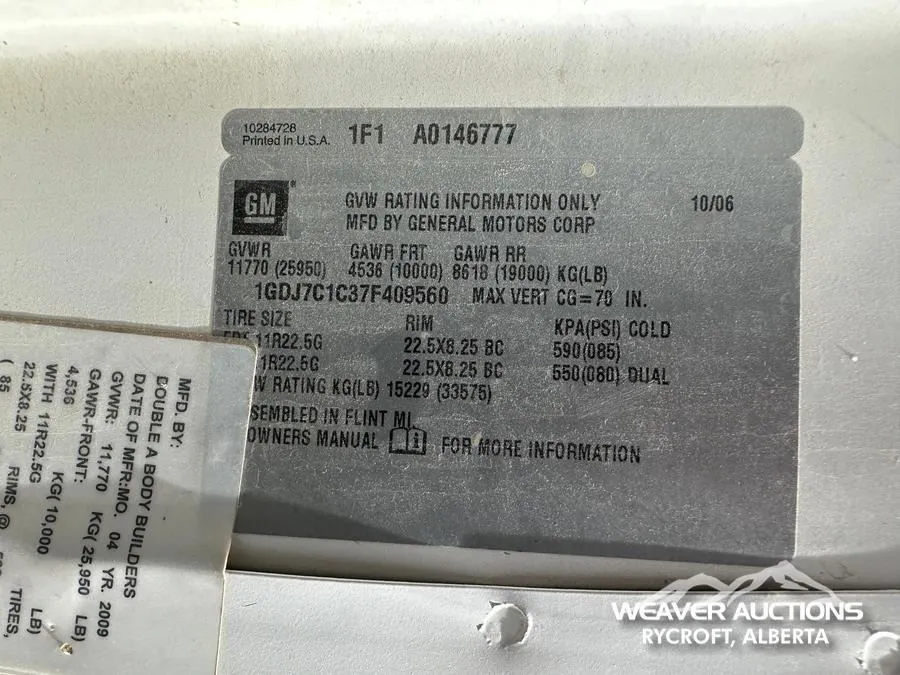 10284728
Printed in U.S.A. 1F1 A0146777
GM
GVW RATING INFORMATION ONLY 10/06
MFD BY GENERAL MOTORS CORP
GVWR GAWR FRT GAWR RR
11770 (25950) 4536 (10000) 8618 (19000) KG(LB)
1GDJ7C1C37F409560 MAX VERT CG=70 IN.
TIRE SIZE RIM KPA(PSI) COLD
11R22.5G 22.5X8.25 BC 590(085)
1R22.5G 22.5X8.25 BC 550(080) DUAL
W RATING KG(LB) 15229 (33575)
SEMBLED IN FLINT MI.
OWNERS MANUAL FOR MORE INFORMATION
MFD. BY:
DOUBLE A BODY BUILDERS
DATE OF MFR:MO. 04 YR. 2009
GVWR: 11,770 KG( 25,950 LB)
GAWR-FRONT:
4,536 KG( 10,000 LB)
WITH 11R22.5G TIRES,
22.5X8.25 RIMS, @
( 85
WEAVER AUCTIONS
RYCROFT, ALBERTA